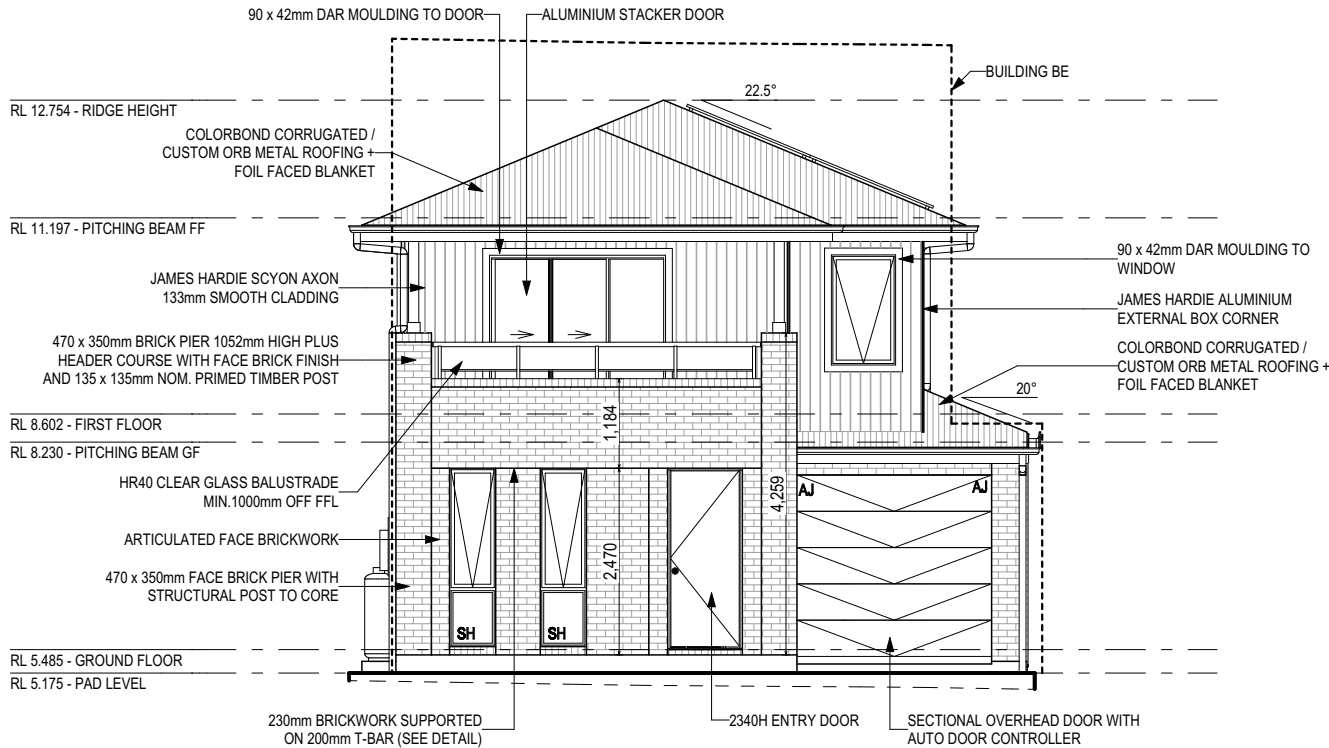 90 x 42mm DAR MOULDING TO DOOR
ALUMINIUM STACKER DOOR
BUILDING BE
22.5°
RL 12.754 - RIDGE HEIGHT
COLORBOND CORRUGATED /
CUSTOM ORB METAL ROOFING +
FOIL FACED BLANKET
RL 11.197 - PITCHING BEAM FF
90 x 42mm DAR MOULDING TO
WINDOW
JAMES HARDIE SCYON AXON
133mm SMOOTH CLADDING
JAMES HARDIE ALUMINIUM
EXTERNAL BOX CORNER
470 x 350mm BRICK PIER 1052mm HIGH PLUS
HEADER COURSE WITH FACE BRICK FINISH
AND 135 x 135mm NOM. PRIMED TIMBER POST
COLORBOND CORRUGATED /
CUSTOM ORB METAL ROOFING +
FOIL FACED BLANKET
20°
1,184
RL 8.602 - FIRST FLOOR
RL 8.230 - PITCHING BEAM GF
HR40 CLEAR GLASS BALUSTRADE
MIN.1000mm OFF FFL
4,259
AJ
AJ
ARTICULATED FACE BRICKWORK
2,470
470 x 350mm FACE BRICK PIER WITH
STRUCTURAL POST TO CORE
SH
SH
RL 5.485 - GROUND FLOOR
RL 5.175 - PAD LEVEL
230mm BRICKWORK SUPPORTED
ON 200mm T-BAR (SEE DETAIL)
2340H ENTRY DOOR
SECTIONAL OVERHEAD DOOR WITH
AUTO DOOR CONTROLLER